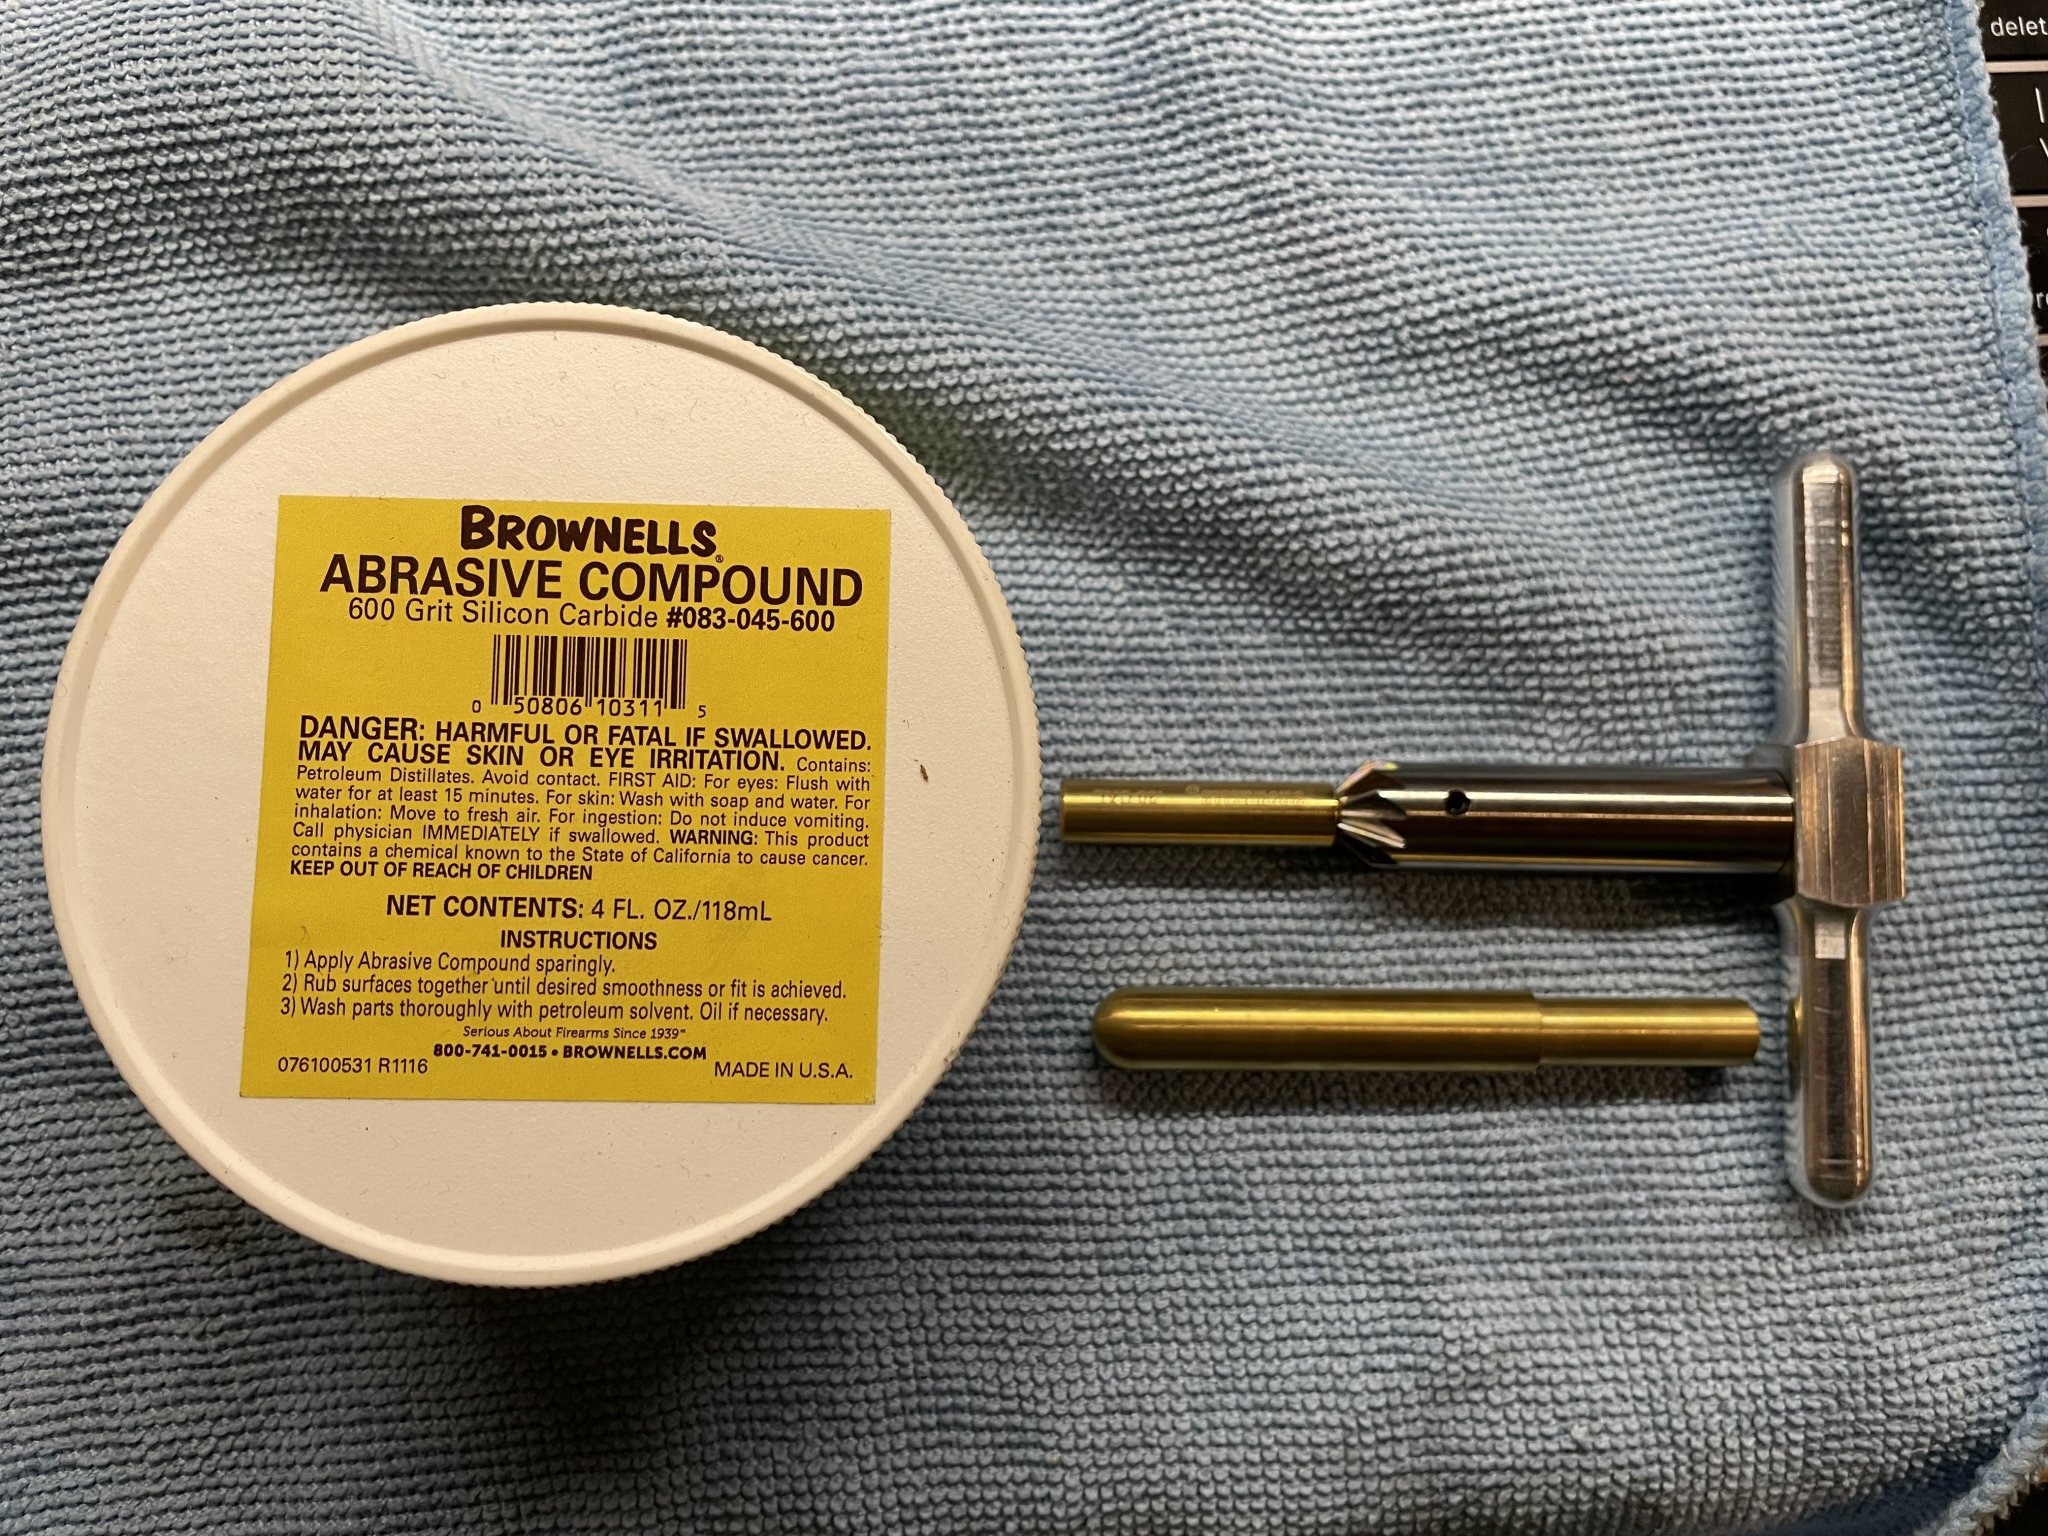 BROWNELLS®
ABRASIVE COMPOUND
600 Grit Silicon Carbide #083-045-600
0 50806 10311 5
DANGER: HARMFUL OR FATAL IF SWALLOWED.
MAY CAUSE SKIN OR EYE IRRITATION. Contains:
Petroleum Distillates. Avoid contact. FIRST AID: For eyes: Flush with
water for at least 15 minutes. For skin: Wash with soap and water. For
inhalation: Move to fresh air. For ingestion: Do not induce vomiting.
Call physician IMMEDIATELY if swallowed. WARNING: This product
contains a chemical known to the State of California to cause cancer.
KEEP OUT OF REACH OF CHILDREN
NET CONTENTS: 4 FL. OZ./118mL
INSTRUCTIONS
1) Apply Abrasive Compound sparingly.
2) Rub surfaces together until desired smoothness or fit is achieved.
3) Wash parts thoroughly with petroleum solvent. Oil if necessary.
Serious About Firearms Since 1939℠
800-741-0015 • BROWNELLS.COM
076100531 R1116 MADE IN U.S.A.
delet